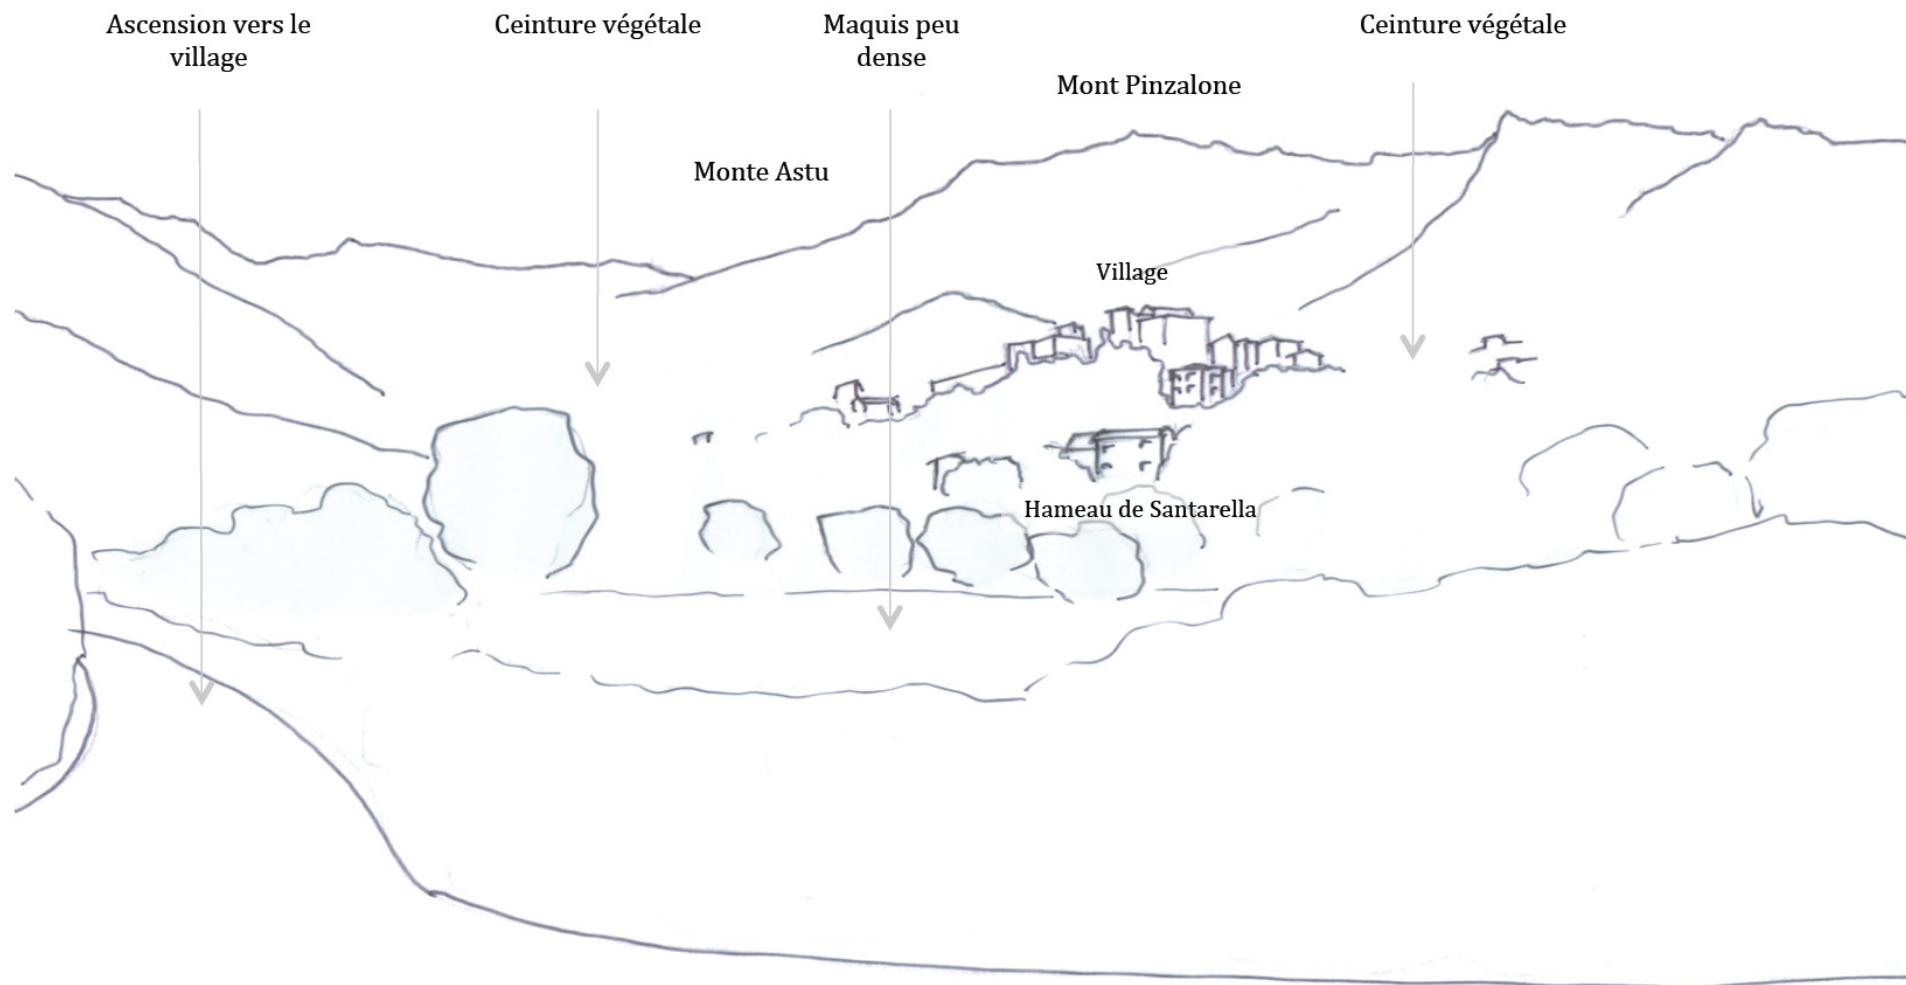 Ascension vers le
village
Ceinture végétale
Maquis peu
dense
Ceinture végétale
Mont Pinzalone
Monte Astu
Village
Hameau de Santarella